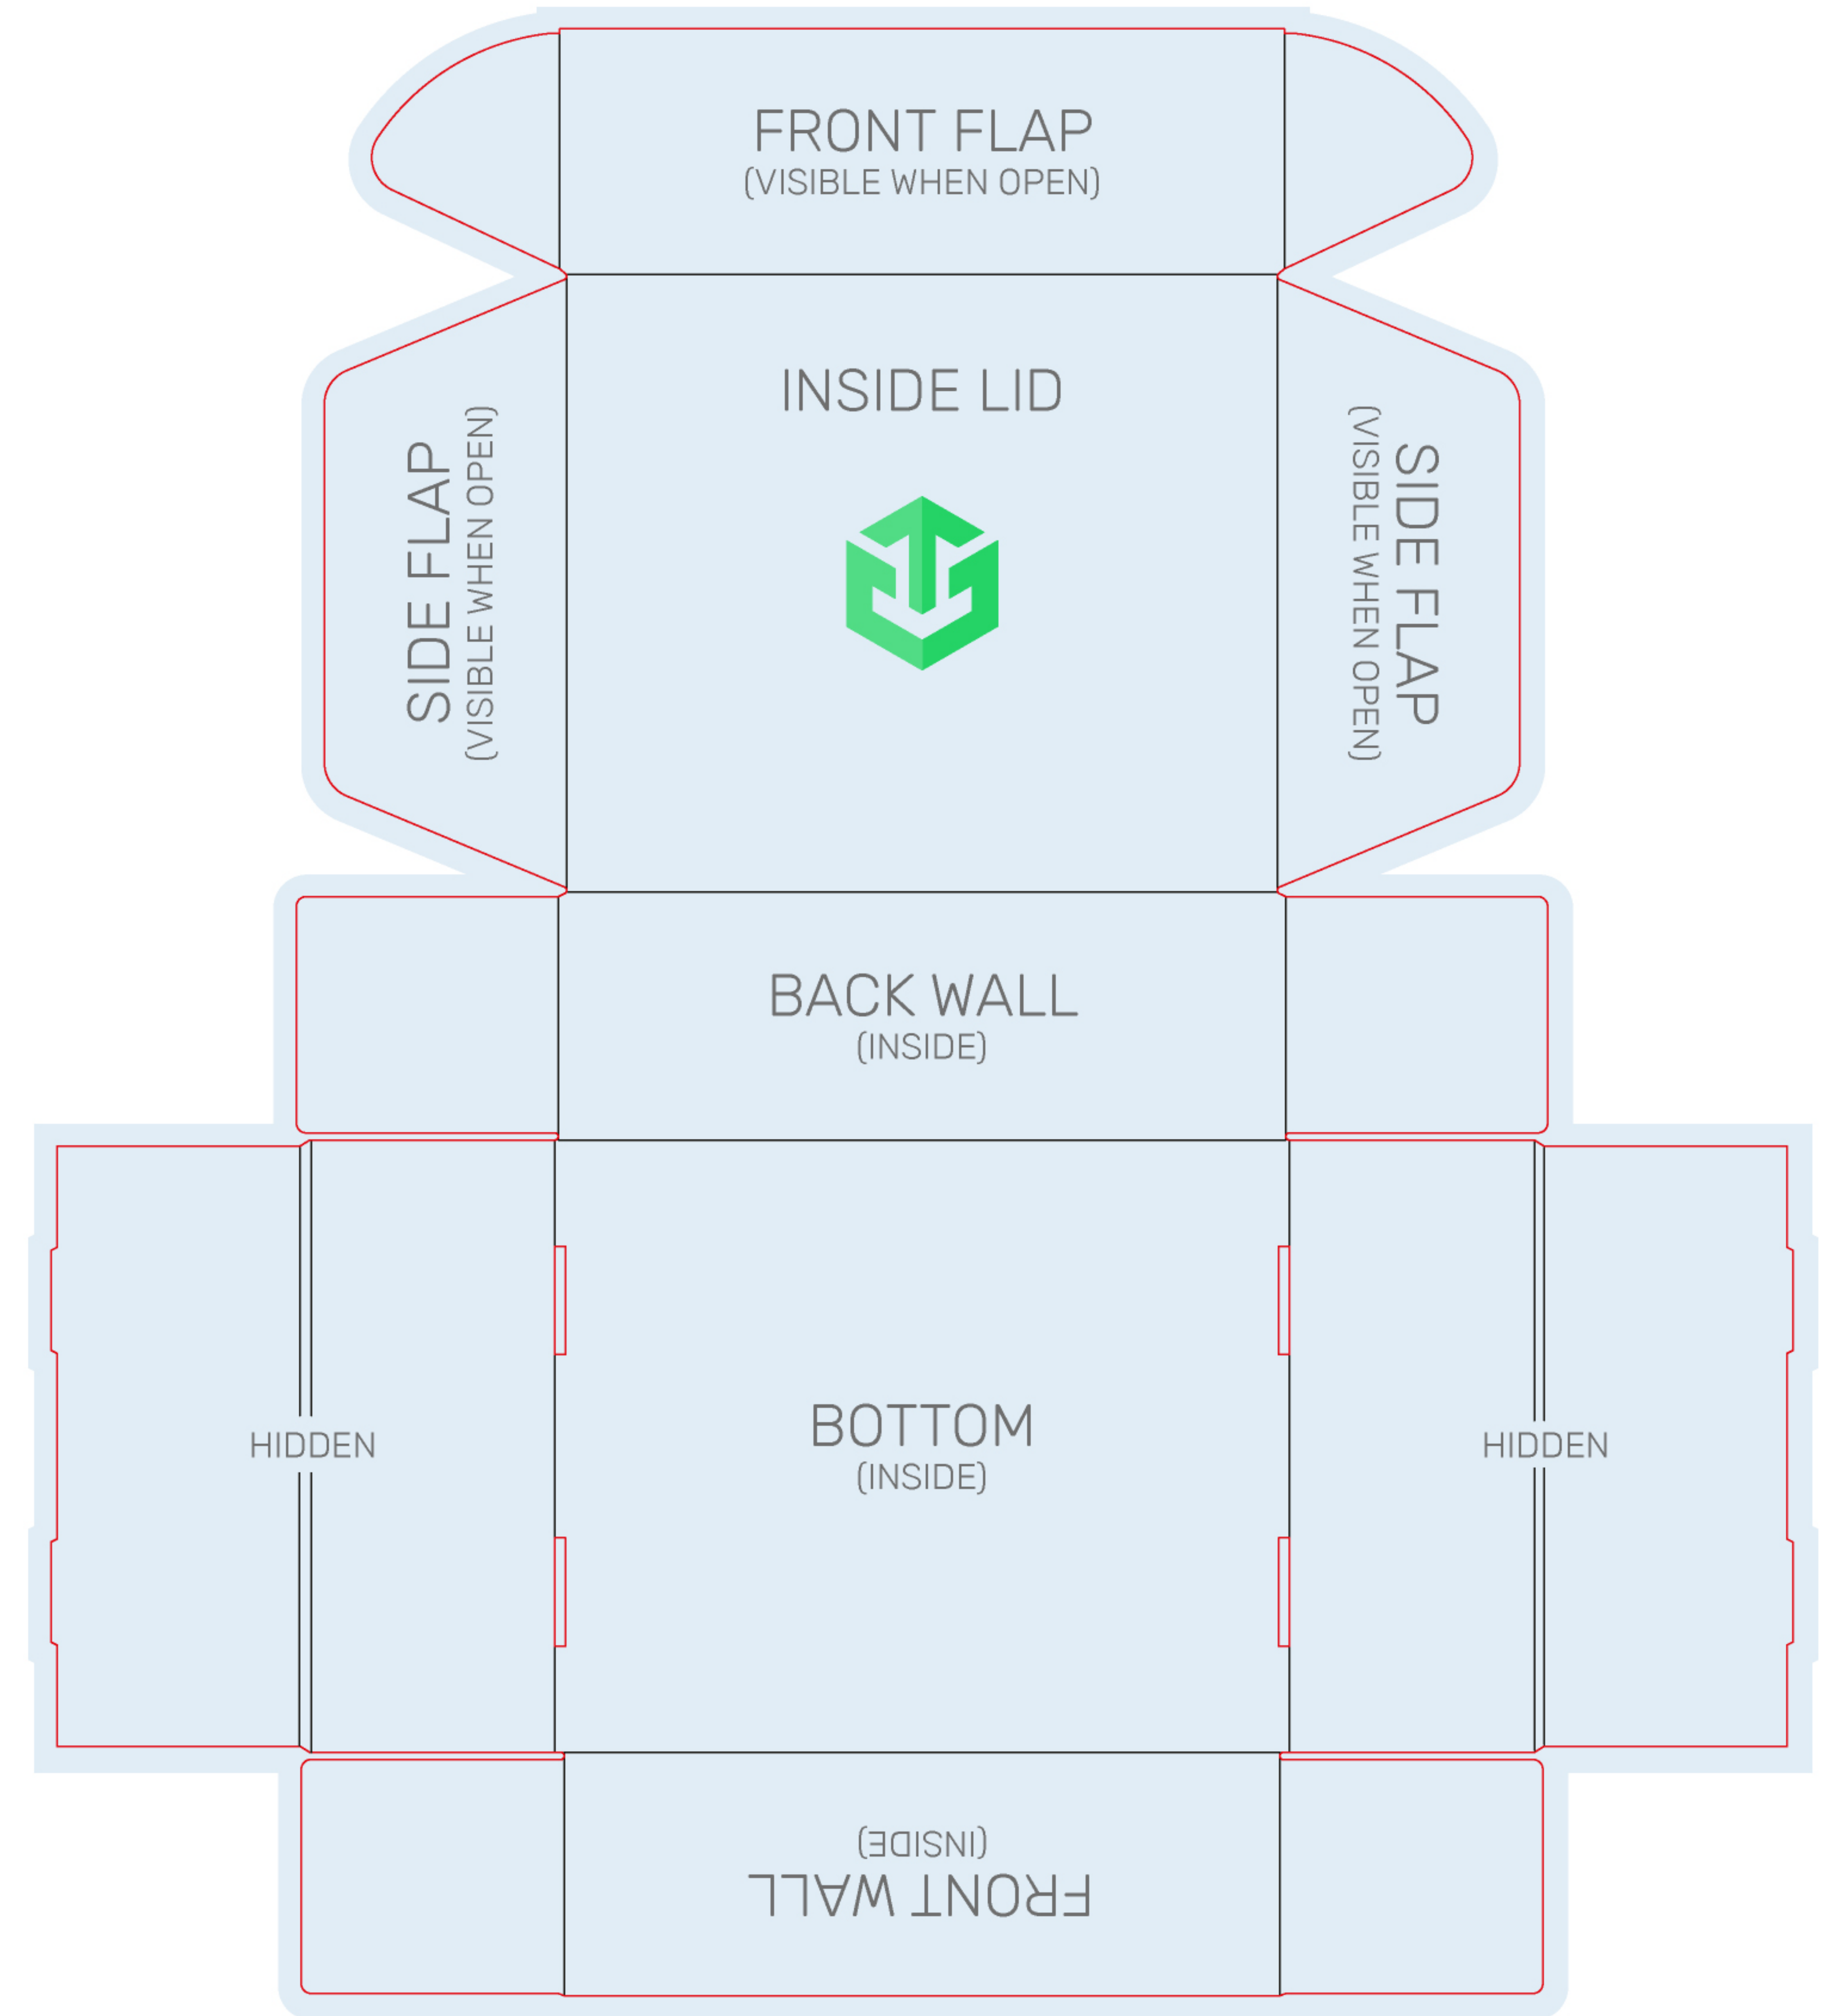 FRONT FLAP
(VISIBLE WHEN OPEN)
INSIDE LID
SIDE FLAP
(VISIBLE WHEN OPEN)
SIDE FLAP
(VISIBLE WHEN OPEN)
BACK WALL
(INSIDE)
HIDDEN
BOTTOM
(INSIDE)
HIDDEN
FRONT WALL
(INSIDE)